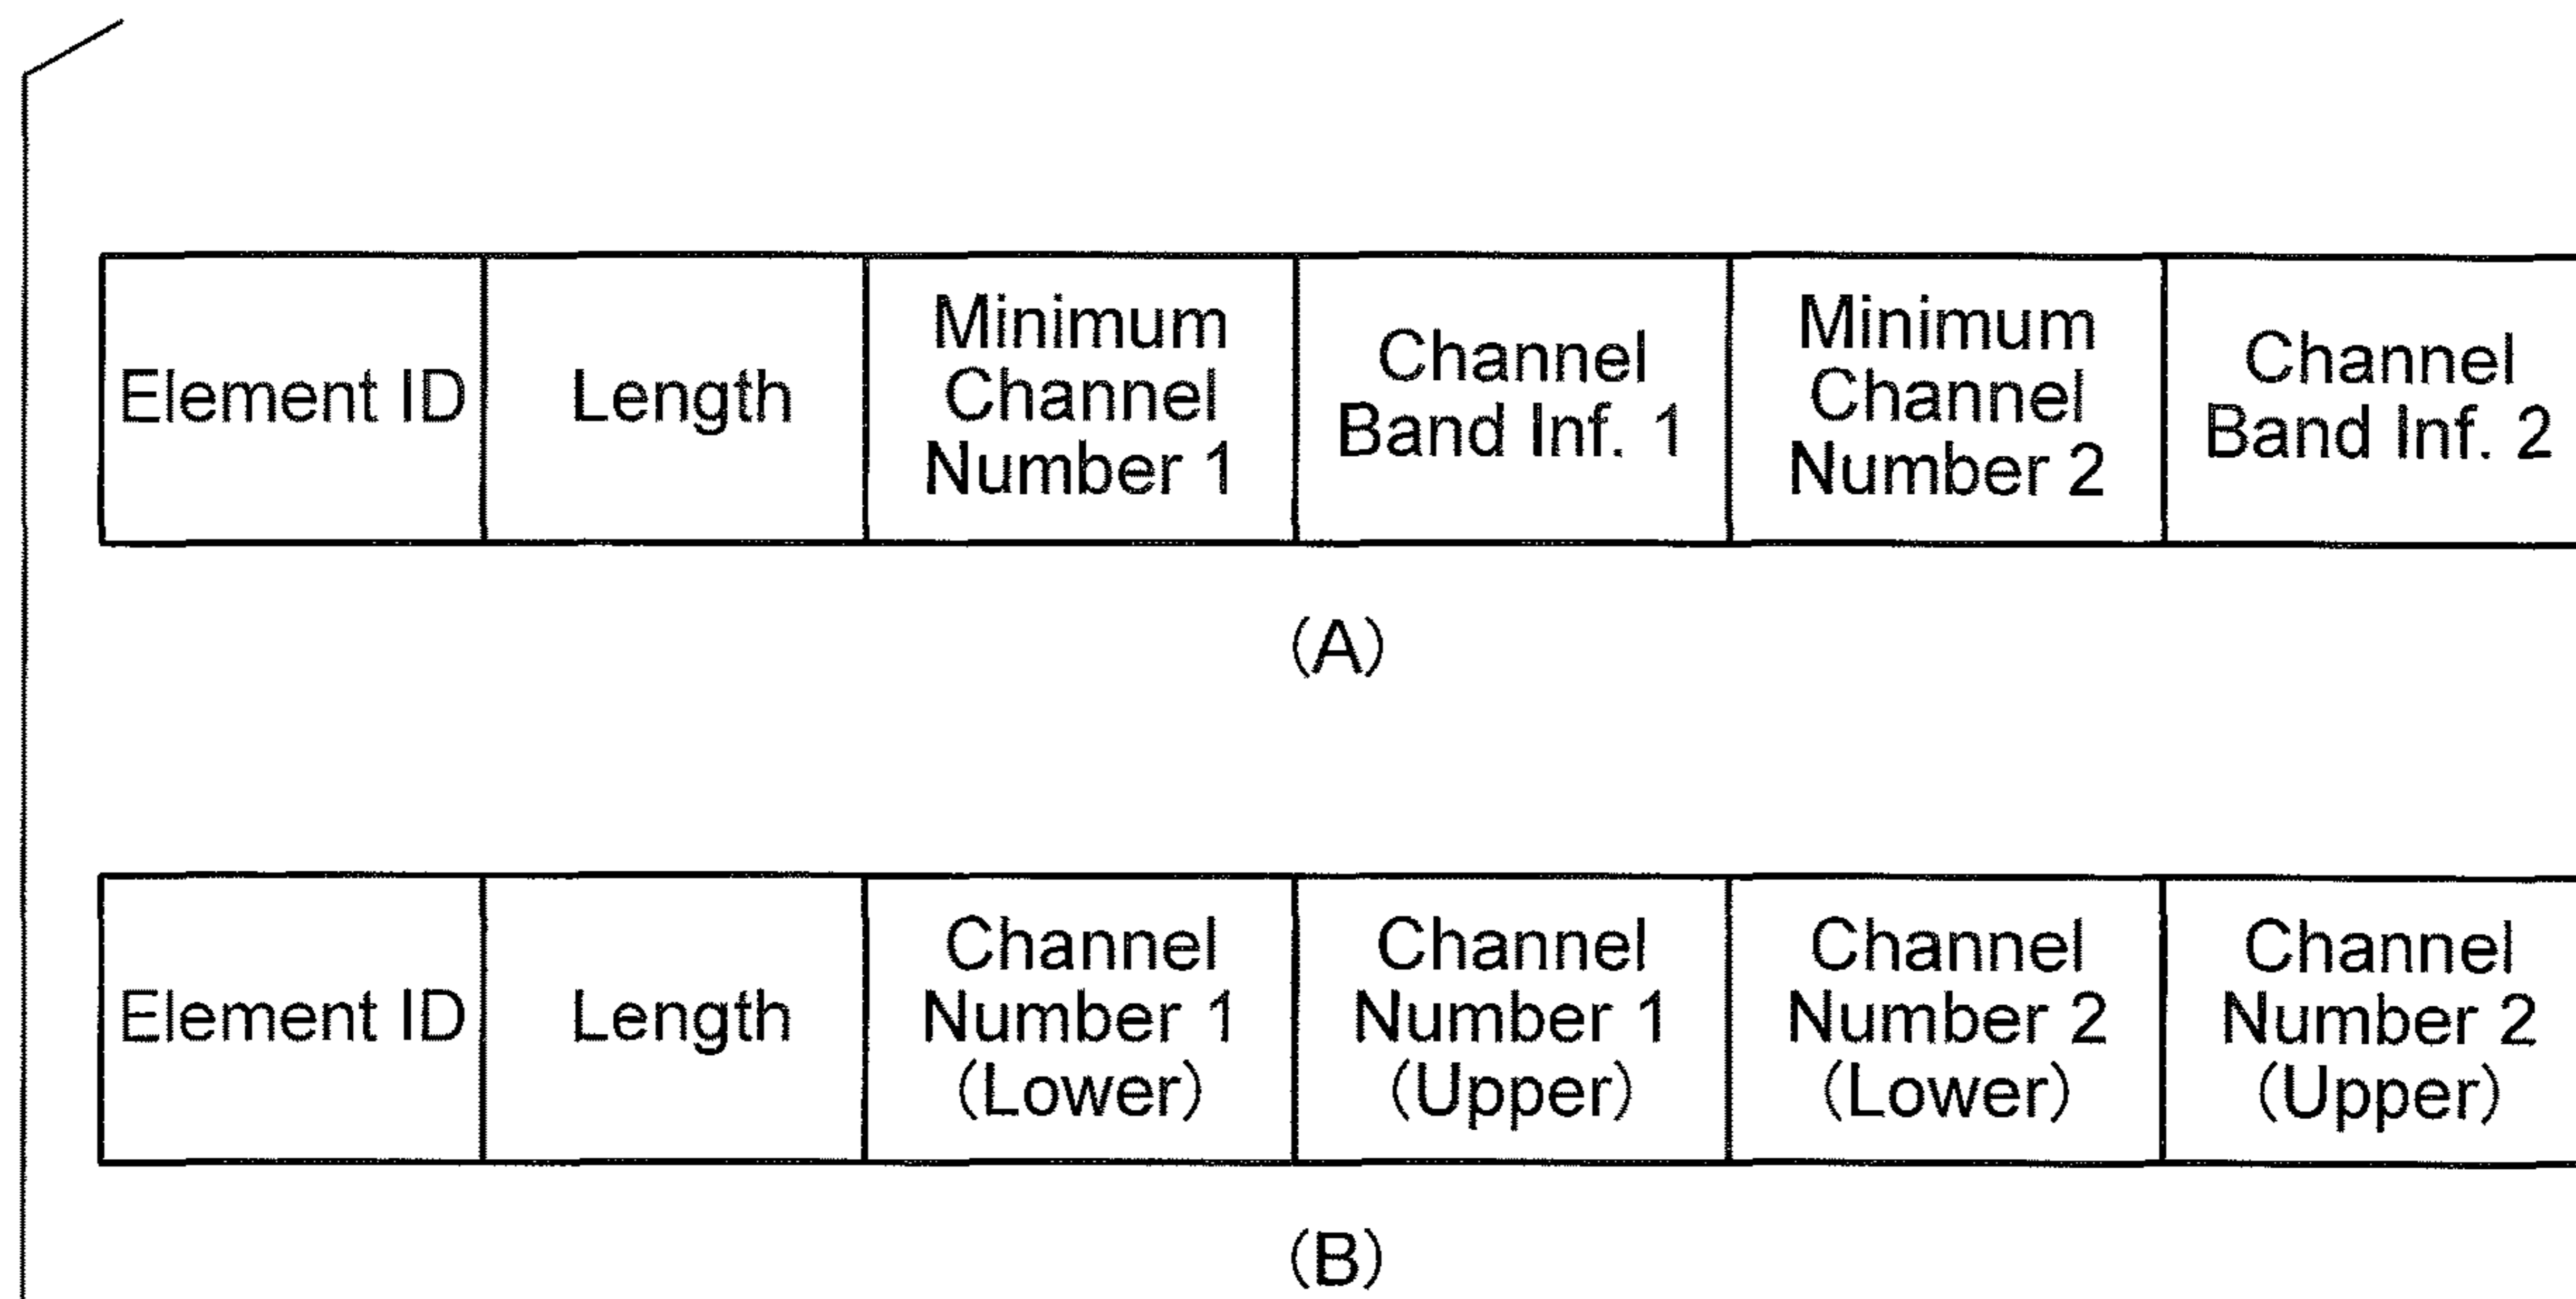 Element ID
Length
Minimum
Channel
Number 1
Channel
Band Inf. 1
Minimum
Channel
Number 2
Channel
Band Inf. 2
(A)
Element ID
Length
Channel
Number 1
(Lower)
Channel
Number 1
(Upper)
Channel
Number 2
(Lower)
Channel
Number 2
(Upper)
(B)